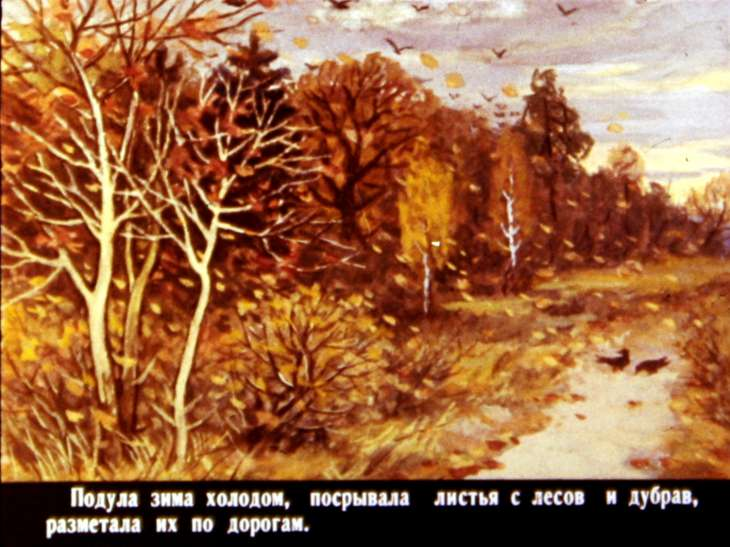 Подула зима холодом, посрывала листья с лесов и дубрав,
разметала их по дорогам.